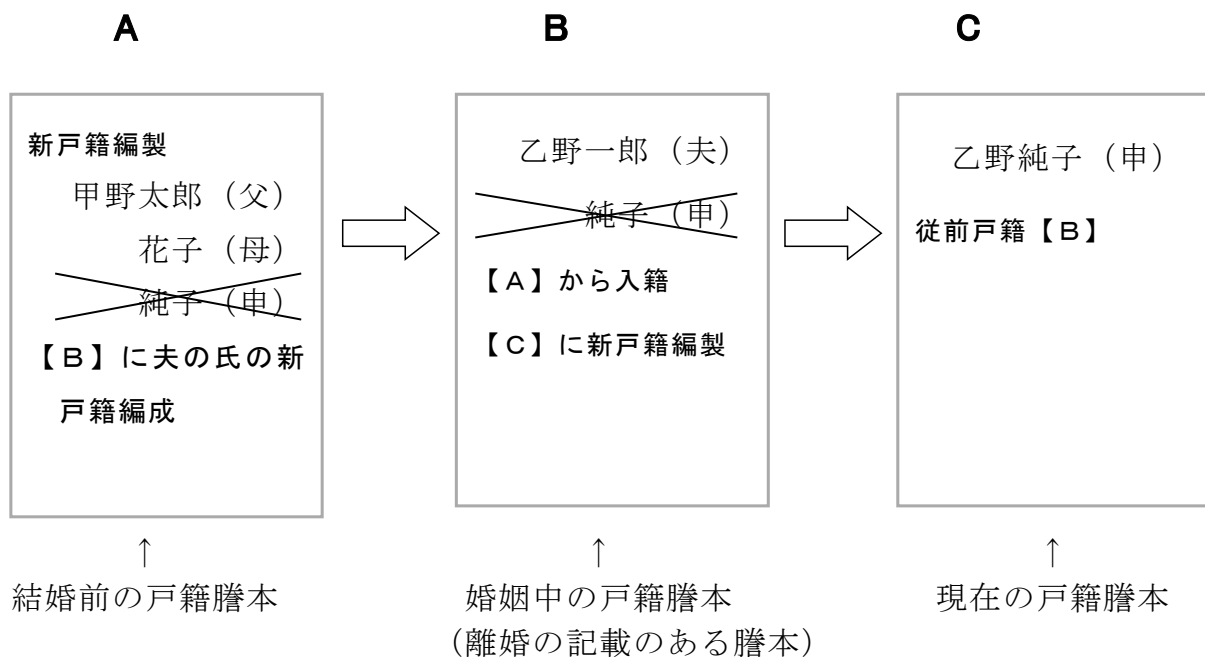 A
新戸籍編製
甲野太郎（父）
花子（母）
純子（申）
【B】に夫の氏の新
戸籍編成
↑
結婚前の戸籍謄本
B
乙野一郎（夫）
純子（申）
【A】から入籍
【C】に新戸籍編製
↑
婚姻中の戸籍謄本
（離婚の記載のある謄本）
C
乙野純子（申）
従前戸籍【B】
↑
現在の戸籍謄本